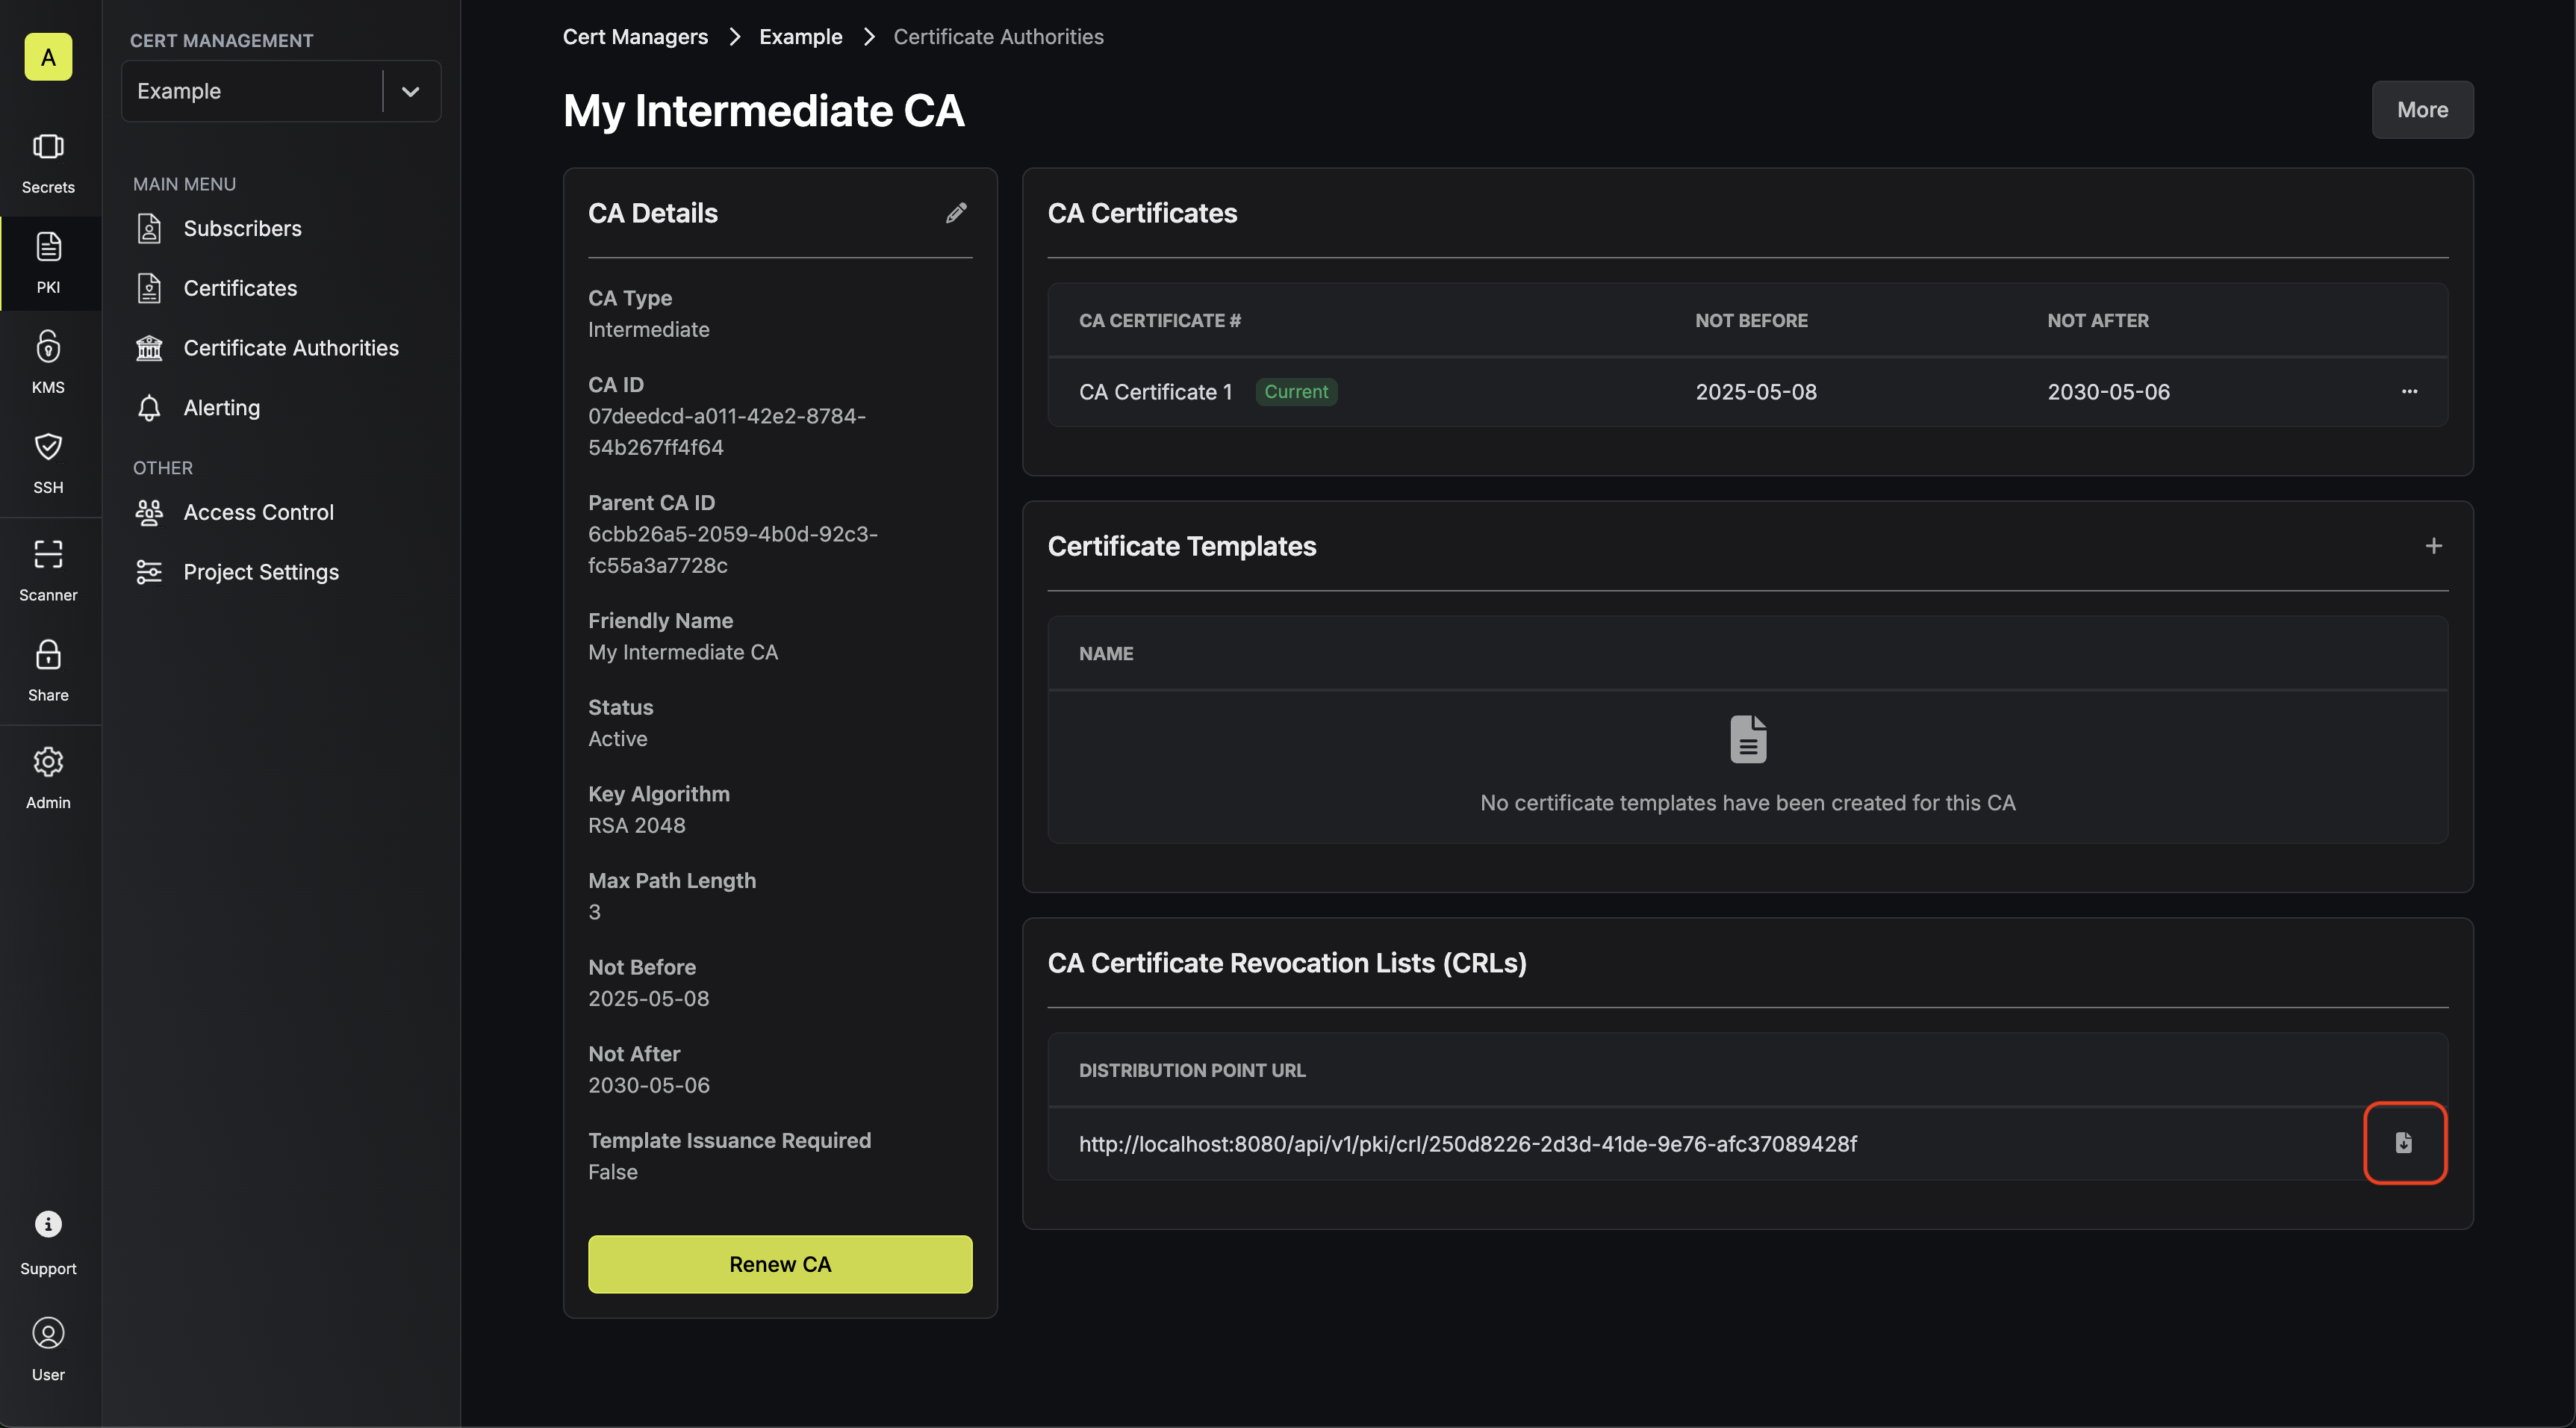 A
Secrets
PKI
KMS
SSH
Scanner
Share
Admin
Support
User
CERT MANAGEMENT
Example
MAIN MENU
Subscribers
Certificates
Certificate Authorities
Alerting
OTHER
Access Control
Project Settings
Cert Managers > Example > Certificate Authorities
My Intermediate CA
More
CA Details
CA Type
Intermediate
CA ID
07deedcd-a011-42e2-8784-
54b267ff4f64
Parent CA ID
6cbb26a5-2059-4b0d-92c3-
fc55a3a7728c
Friendly Name
My Intermediate CA
Status
Active
Key Algorithm
RSA 2048
Max Path Length
3
Not Before
2025-05-08
Not After
2030-05-06
Template Issuance Required
False
Renew CA
CA Certificates
CA CERTIFICATE # NOT BEFORE NOT AFTER
CA Certificate 1 Current 2025-05-08 2030-05-06
Certificate Templates
NAME
No certificate templates have been created for this CA
CA Certificate Revocation Lists (CRLs)
DISTRIBUTION POINT URL
http://localhost:8080/api/v1/pki/crl/250d8226-2d3d-41de-9e76-afc37089428f